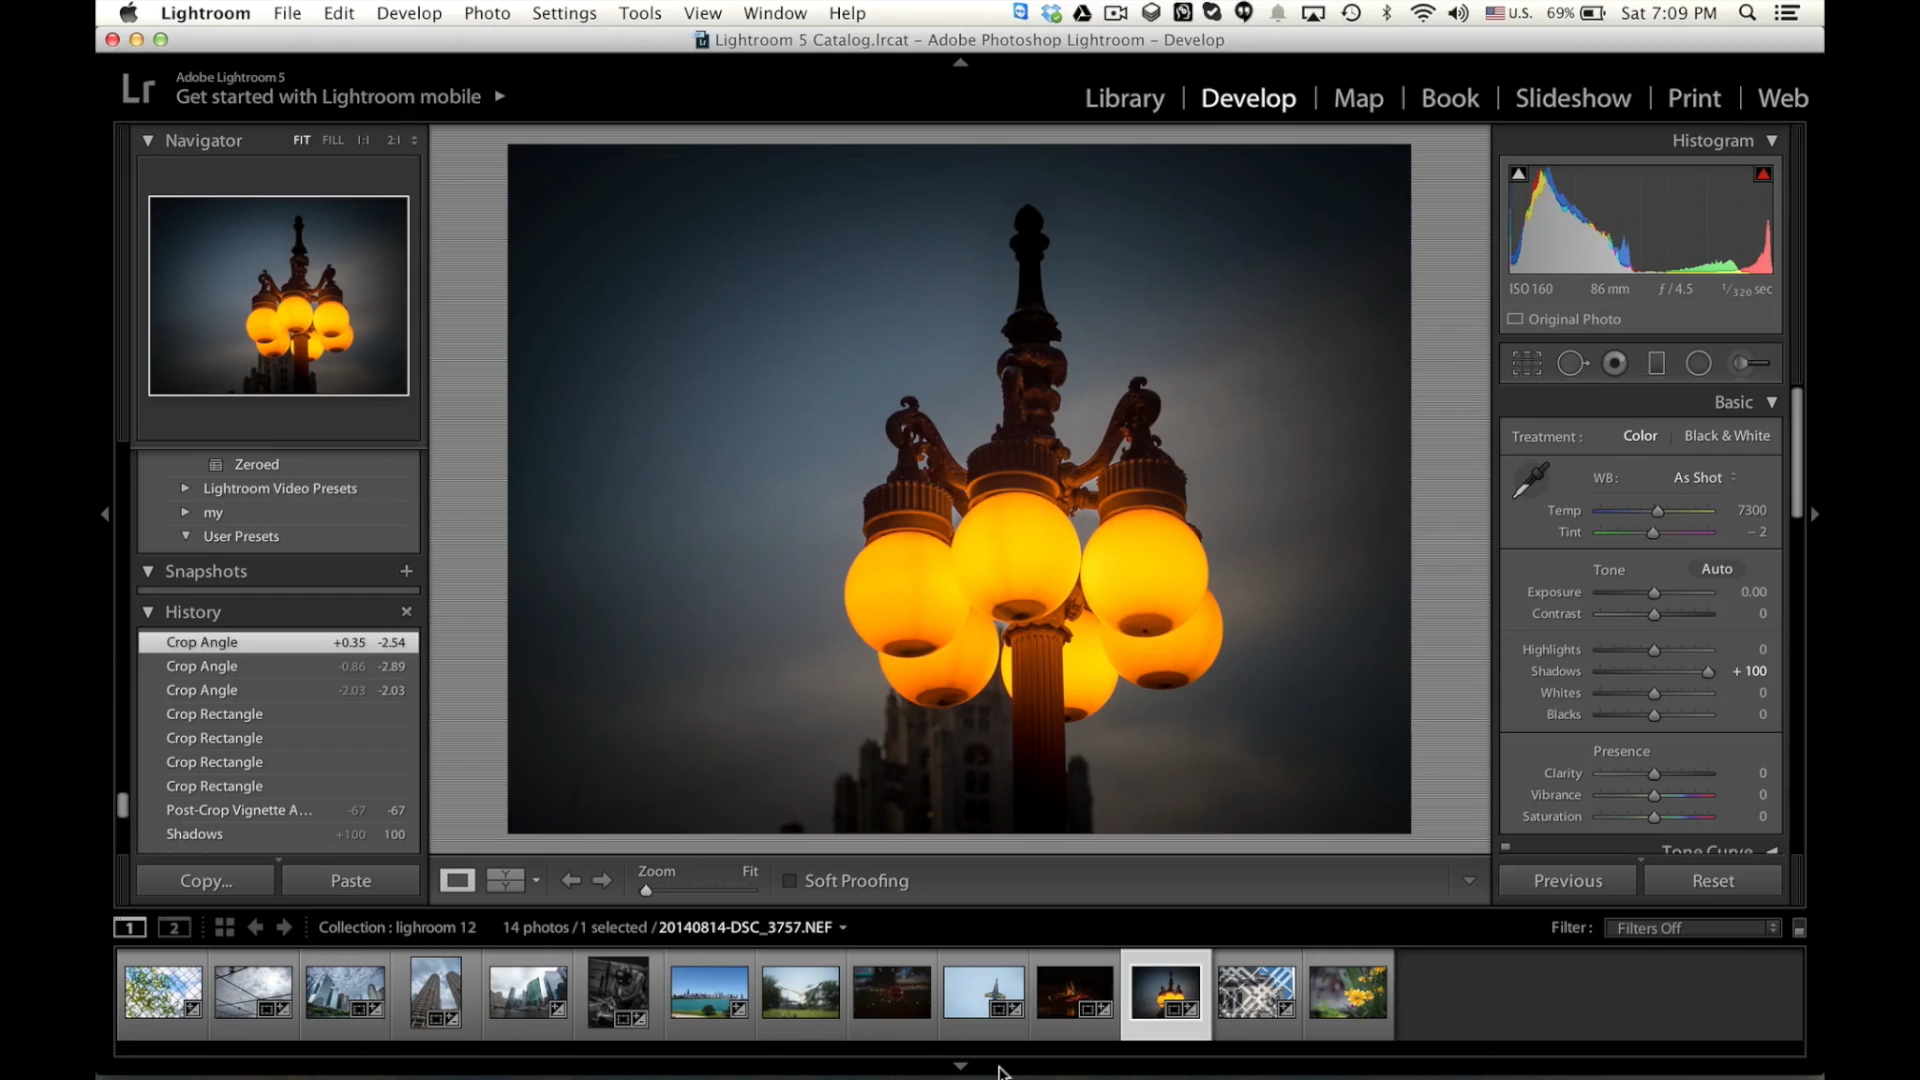 Lightroom File Edit Develop Photo Settings Tools View Window Help U.S. 69% Sat 7:09 PM
Lightroom 5 Catalog.lrcat – Adobe Photoshop Lightroom – Develop
Lr
Adobe Lightroom 5
Get started with Lightroom mobile
Library | Develop | Map | Book | Slideshow | Print | Web
Navigator FIT FILL 1:1 2:1
Zeroed
Lightroom Video Presets
my
User Presets
Snapshots +
History ×
Crop Angle +0.35 -2.54
Crop Angle -0.86 -2.89
Crop Angle -2.03 -2.03
Crop Rectangle
Crop Rectangle
Crop Rectangle
Crop Rectangle
Post-Crop Vignette A... -67 -67
Shadows +100 100
Copy... Paste
Zoom Fit
Soft Proofing
Histogram
ISO 160 86 mm ƒ / 4.5 1/320 sec
Original Photo
Basic
Treatment : Color | Black & White
WB : As Shot
Temp 7300
Tint – 2
Tone Auto
Exposure 0.00
Contrast 0
Highlights 0
Shadows + 100
Whites 0
Blacks 0
Presence
Clarity 0
Vibrance 0
Saturation 0
Tone Curve
Previous Reset
1 2 Collection : lighroom 12 14 photos / 1 selected / 20140814-DSC_3757.NEF Filter : Filters Off